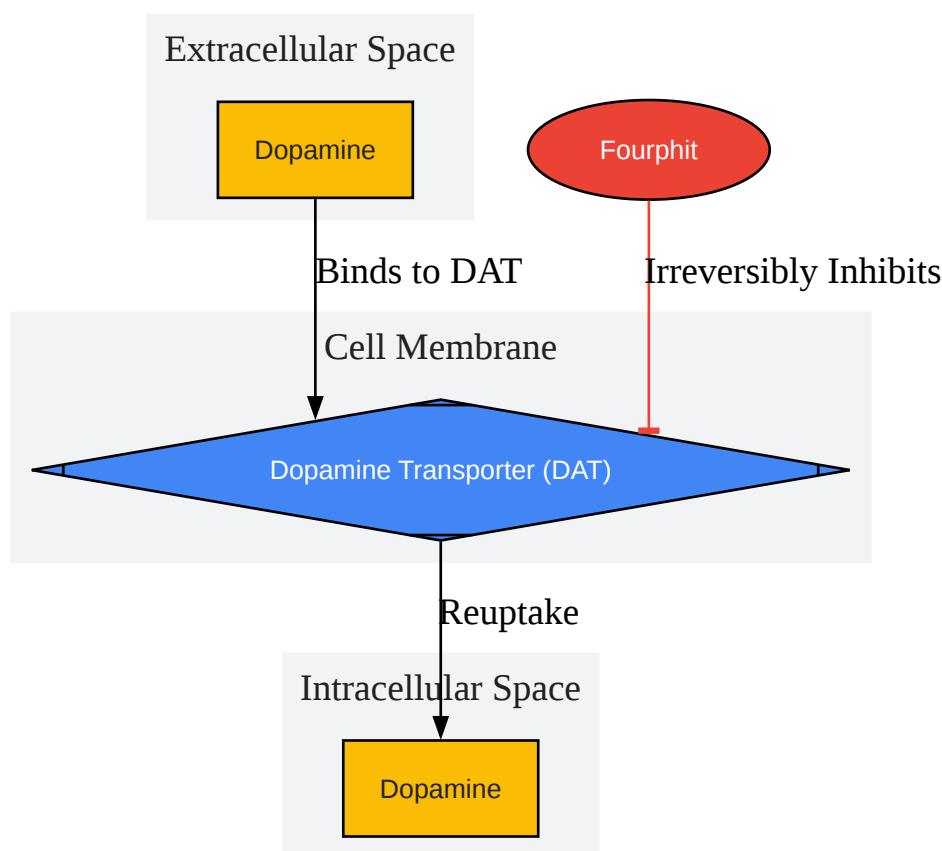 Extracellular Space
Dopamine
Fourphit
Binds to DAT
Irreversibly Inhibits
Cell Membrane
Dopamine Transporter (DAT)
Reuptake
Intracellular Space
Dopamine